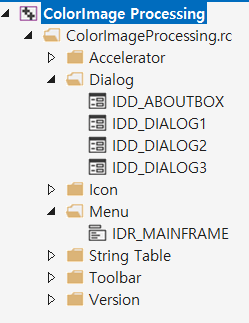 ColorImage Processing
ColorImageProcessing.rc
Accelerator
Dialog
IDD_ABOUTBOX
IDD_DIALOG1
IDD_DIALOG2
IDD_DIALOG3
Icon
Menu
IDR_MAINFRAME
String Table
Toolbar
Version